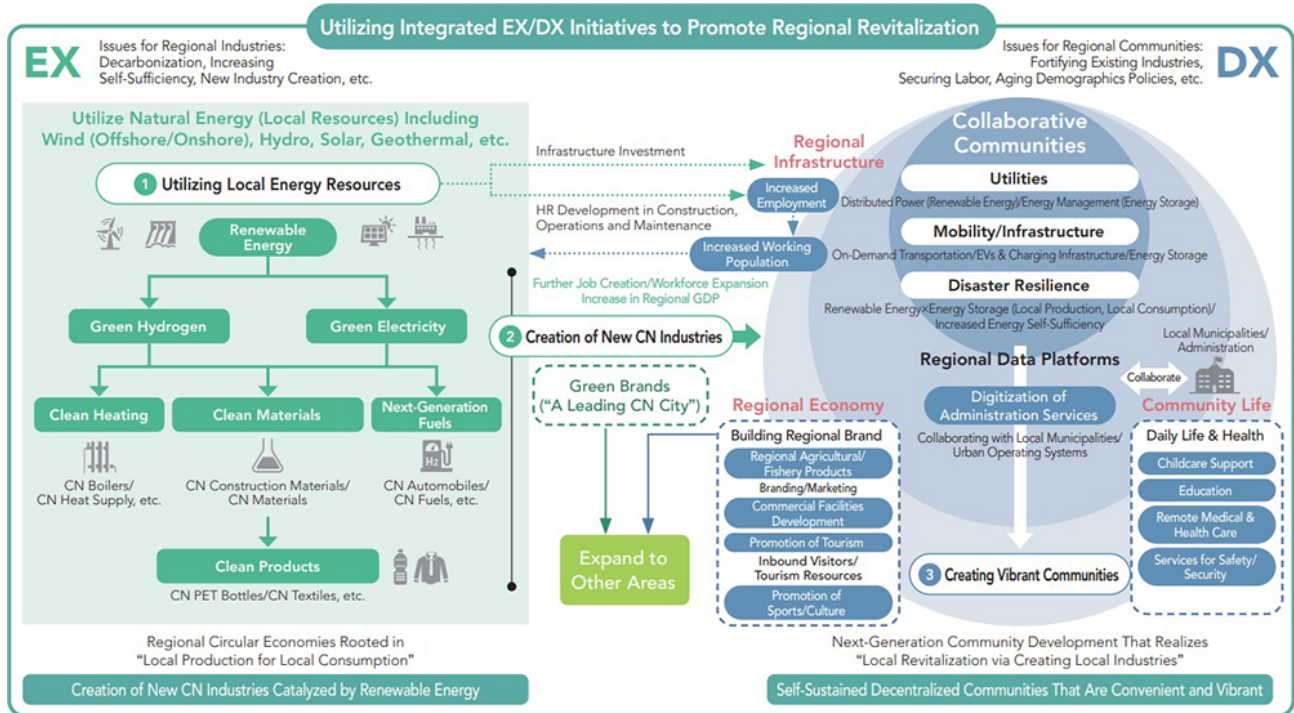 Utilizing Integrated EX/DX Initiatives to Promote Regional Revitalization
EX
Issues for Regional Industries:
Decarbonization, Increasing
Self-Sufficiency, New Industry Creation, etc.
Issues for Regional Communities:
Fortifying Existing Industries,
Securing Labor, Aging Demographics Policies, etc.
DX
Utilize Natural Energy (Local Resources) Including
Wind (Offshore/Onshore), Hydro, Solar, Geothermal, etc.
1 Utilizing Local Energy Resources
Renewable
Energy
Green Hydrogen
Green Electricity
Clean Heating
Clean Materials
Next-Generation
Fuels
H2
CN Boilers/
CN Heat Supply, etc.
CN Construction Materials/
CN Materials
CN Automobiles/
CN Fuels, etc.
Clean Products
CN PET Bottles/CN Textiles, etc.
Regional Circular Economies Rooted in
“Local Production for Local Consumption”
Creation of New CN Industries Catalyzed by Renewable Energy
Infrastructure Investment
HR Development in Construction,
Operations and Maintenance
Regional
Infrastructure
Increased
Employment
Increased Working
Population
Further Job Creation/Workforce Expansion
Increase in Regional GDP
2 Creation of New CN Industries
Green Brands
(“A Leading CN City”)
Expand to
Other Areas
Collaborative
Communities
Utilities
Distributed Power (Renewable Energy)/Energy Management (Energy Storage)
Mobility/Infrastructure
On-Demand Transportation/EVs & Charging Infrastructure/Energy Storage
Disaster Resilience
Renewable Energy×Energy Storage (Local Production, Local Consumption)/
Increased Energy Self-Sufficiency
Regional Data Platforms
Digitization of
Administration Services
Collaborating with Local Municipalities/
Urban Operating Systems
Collaborate
Local Municipalities/
Administration
Regional Economy
Building Regional Brand
Regional Agricultural/
Fishery Products
Branding/Marketing
Commercial Facilities
Development
Promotion of Tourism
Inbound Visitors/
Tourism Resources
Promotion of
Sports/Culture
Community Life
Daily Life & Health
Childcare Support
Education
Remote Medical &
Health Care
Services for Safety/
Security
3 Creating Vibrant Communities
Next-Generation Community Development That Realizes
“Local Revitalization via Creating Local Industries”
Self-Sustained Decentralized Communities That Are Convenient and Vibrant